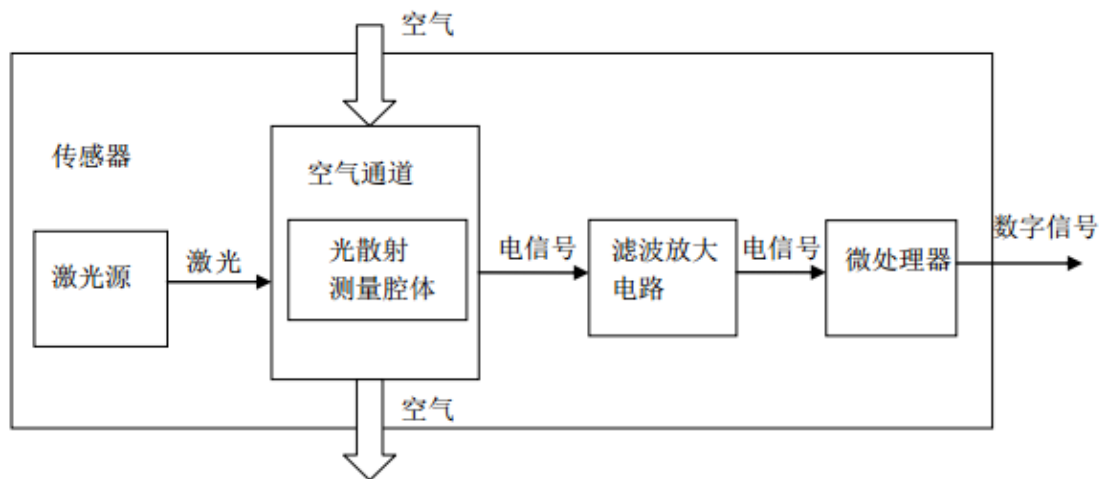 空气
传感器
空气通道
激光源
激光
光散射
测量腔体
电信号
滤波放大
电路
电信号
微处理器
数字信号
空气